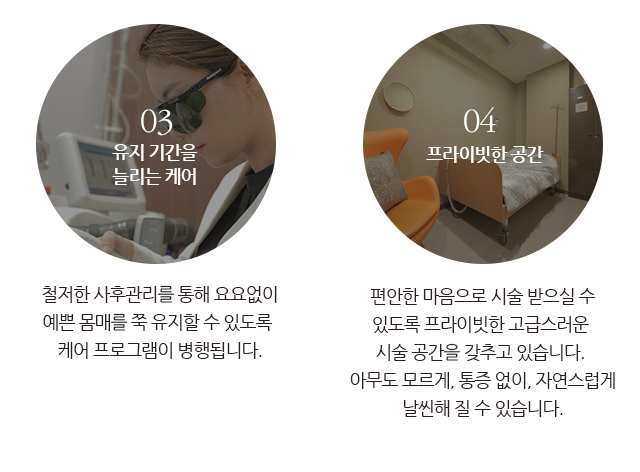 03
유지 기간을
늘리는 케어
철저한 사후관리를 통해 요요없이
예쁜 몸매를 쭉 유지할 수 있도록
케어 프로그램이 병행됩니다.
04
프라이빗한 공간
편안한 마음으로 시술 받으실 수
있도록 프라이빗한 고급스러운
시술 공간을 갖추고 있습니다.
아무도 모르게, 통증 없이, 자연스럽게
날씬해 질 수 있습니다.